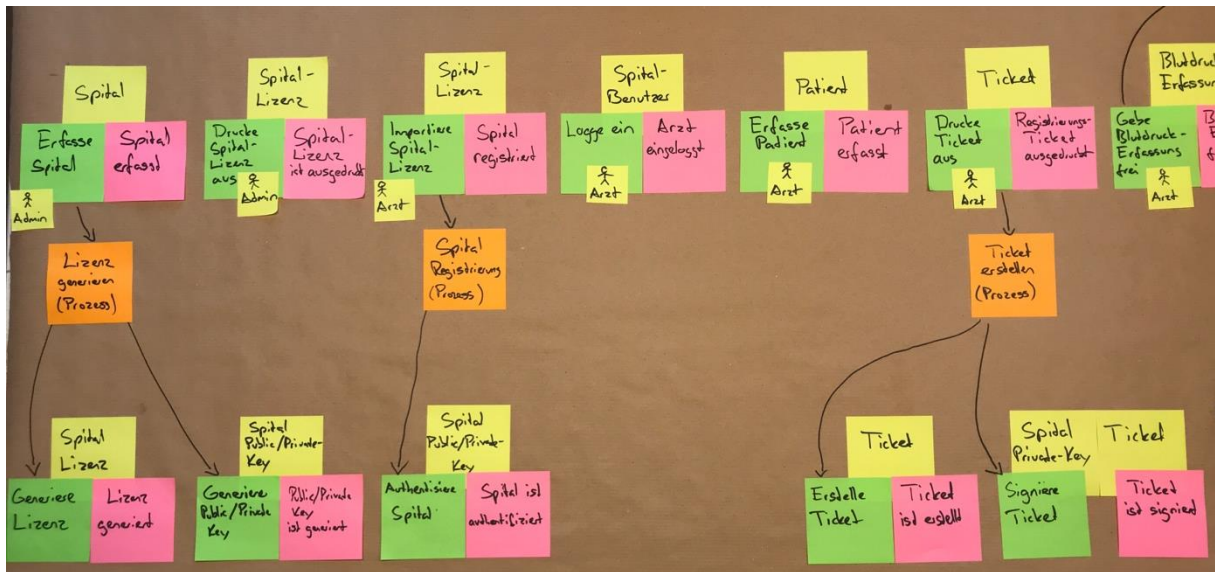 Spital
Erfasse
Spital
Spital
erfasst
Admin
Spital-
Lizenz
Drucke
Spital-
Lizenz
aus
Spital-
Lizenz
ist ausgedruckt
Admin
Spital-
Lizenz
Importiere
Spital-
Lizenz
Spital
registriert
Arzt
Spital-
Benutzer
Logge ein
Arzt
eingeloggt
Arzt
Patient
Erfasse
Patient
Patient
erfasst
Arzt
Ticket
Drucke
Ticket
aus
Registrierungs-
Ticket
ausgedruckt
Arzt
Erfassun
Gebe
Blutdruck-
Erfassung
frei
Arzt
Lizenz
generieren
(Prozess)
Spital
Registrierung
(Prozess)
Ticket
erstellen
(Prozess)
Spital
Lizenz
Generiere
Lizenz
Lizenz
generiert
Spital
Public/Private-
Key
Generiere
Public/Private
Key
Public/Private
Key
ist generiert
Spital
Public/Private-
Key
Authentisiere
Spital
Spital ist
authentifiziert
Ticket
Erstelle
Ticket
Ticket
ist erstellt
Spital
Private-Key
Ticket
Signiere
Ticket
Ticket
ist signiert